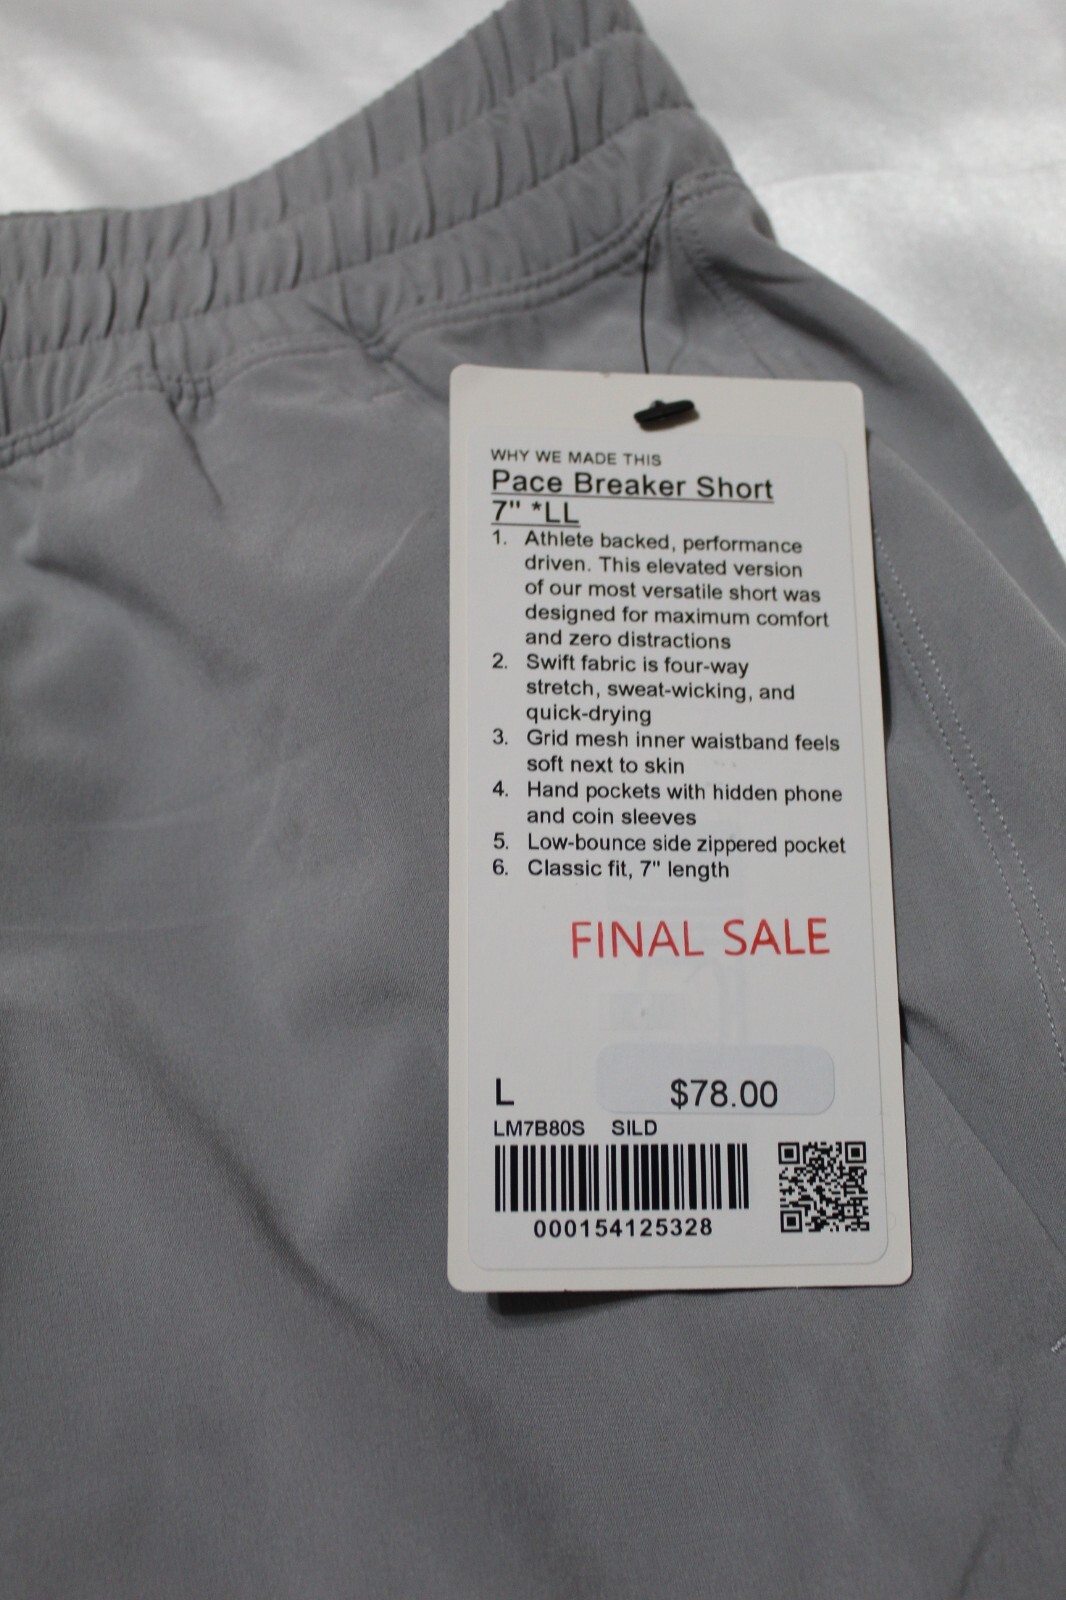 WHY WE MADE THIS
Pace Breaker Short
7" *LL
1. Athlete backed, performance
driven. This elevated version
of our most versatile short was
designed for maximum comfort
and zero distractions
2. Swift fabric is four-way
stretch, sweat-wicking, and
quick-drying
3. Grid mesh inner waistband feels
soft next to skin
4. Hand pockets with hidden phone
and coin sleeves
5. Low-bounce side zippered pocket
6. Classic fit, 7" length
FINAL SALE
L $78.00
LM7B80S SILD
000154125328